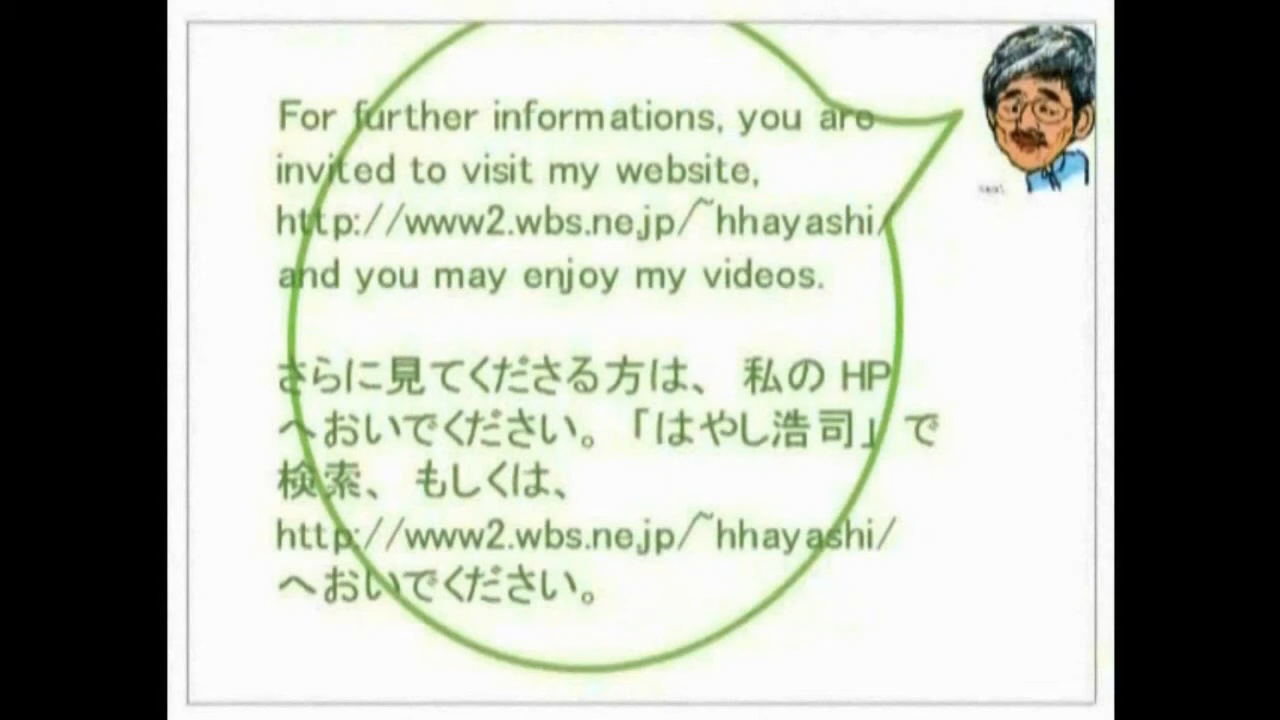 For further informations, you are
invited to visit my website,
http://www2.wbs.ne.jp/~hhayashi/
and you may enjoy my videos.
さらに見てくださる方は、 私の HP
へおいでください。「はやし浩司」 で
検索、 もしくは、
http://www2.wbs.ne.jp/~hhayashi/
へおいでください。